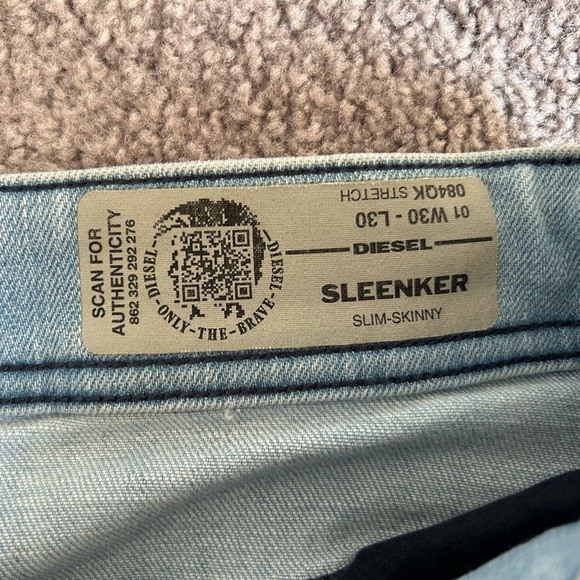 SCAN FOR
AUTHENTICITY
862 329 292 276
DIESEL
ONLY-THE-BRAVE
DIESEL
01 W30 - L30
084QK STRETCH
DIESEL
SLEENKER
SLIM-SKINNY